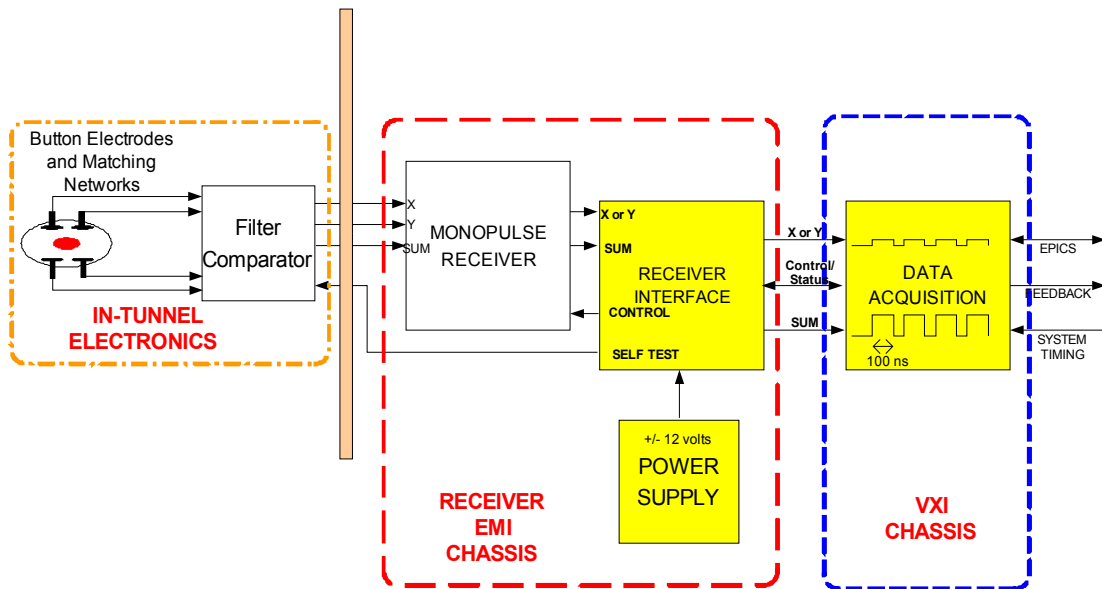 Button Electrodes
and Matching
Networks
Filter
Comparator
IN-TUNNEL
ELECTRONICS
X
Y
SUM
MONOPULSE
RECEIVER
X or Y
SUM
RECEIVER
INTERFACE
CONTROL
SELF TEST
+/- 12 volts
POWER
SUPPLY
RECEIVER
EMI
CHASSIS
X or Y
Control/
Status
SUM
DATA
ACQUISITION
100 ns
VXI
CHASSIS
EPICS
FEEDBACK
SYSTEM
TIMING